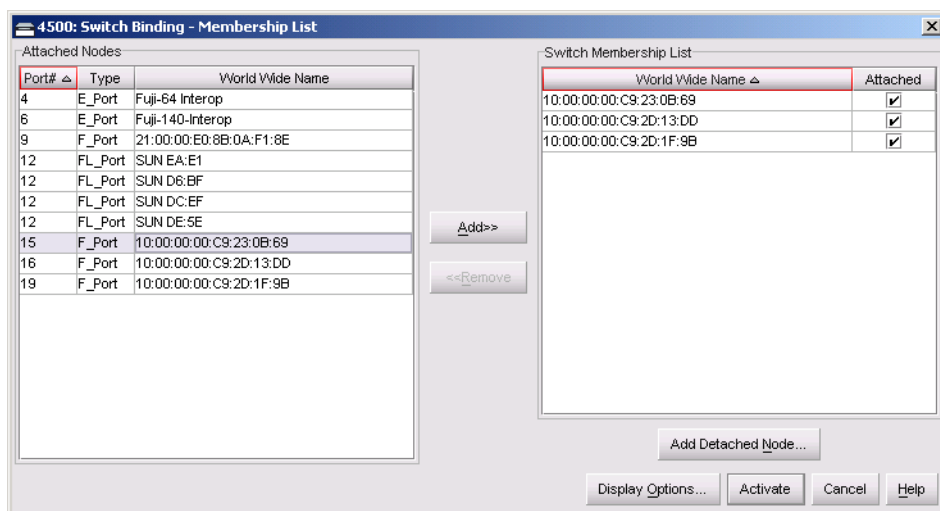 4500: Switch Binding - Membership List
Attached Nodes
Port# Type World Wide Name
4 E_Port Fuji-64 Interop
6 E_Port Fuji-140-Interop
9 F_Port 21:00:00:E0:8B:0A:F1:8E
12 FL_Port SUN EA:E1
12 FL_Port SUN D6:BF
12 FL_Port SUN DC:EF
12 FL_Port SUN DE:5E
15 F_Port 10:00:00:00:C9:23:0B:69
16 F_Port 10:00:00:00:C9:2D:13:DD
19 F_Port 10:00:00:00:C9:2D:1F:9B
Add>>
<<Remove
Switch Membership List
World Wide Name Attached
10:00:00:00:C9:23:0B:69
10:00:00:00:C9:2D:13:DD
10:00:00:00:C9:2D:1F:9B
Add Detached Node...
Display Options... Activate Cancel Help